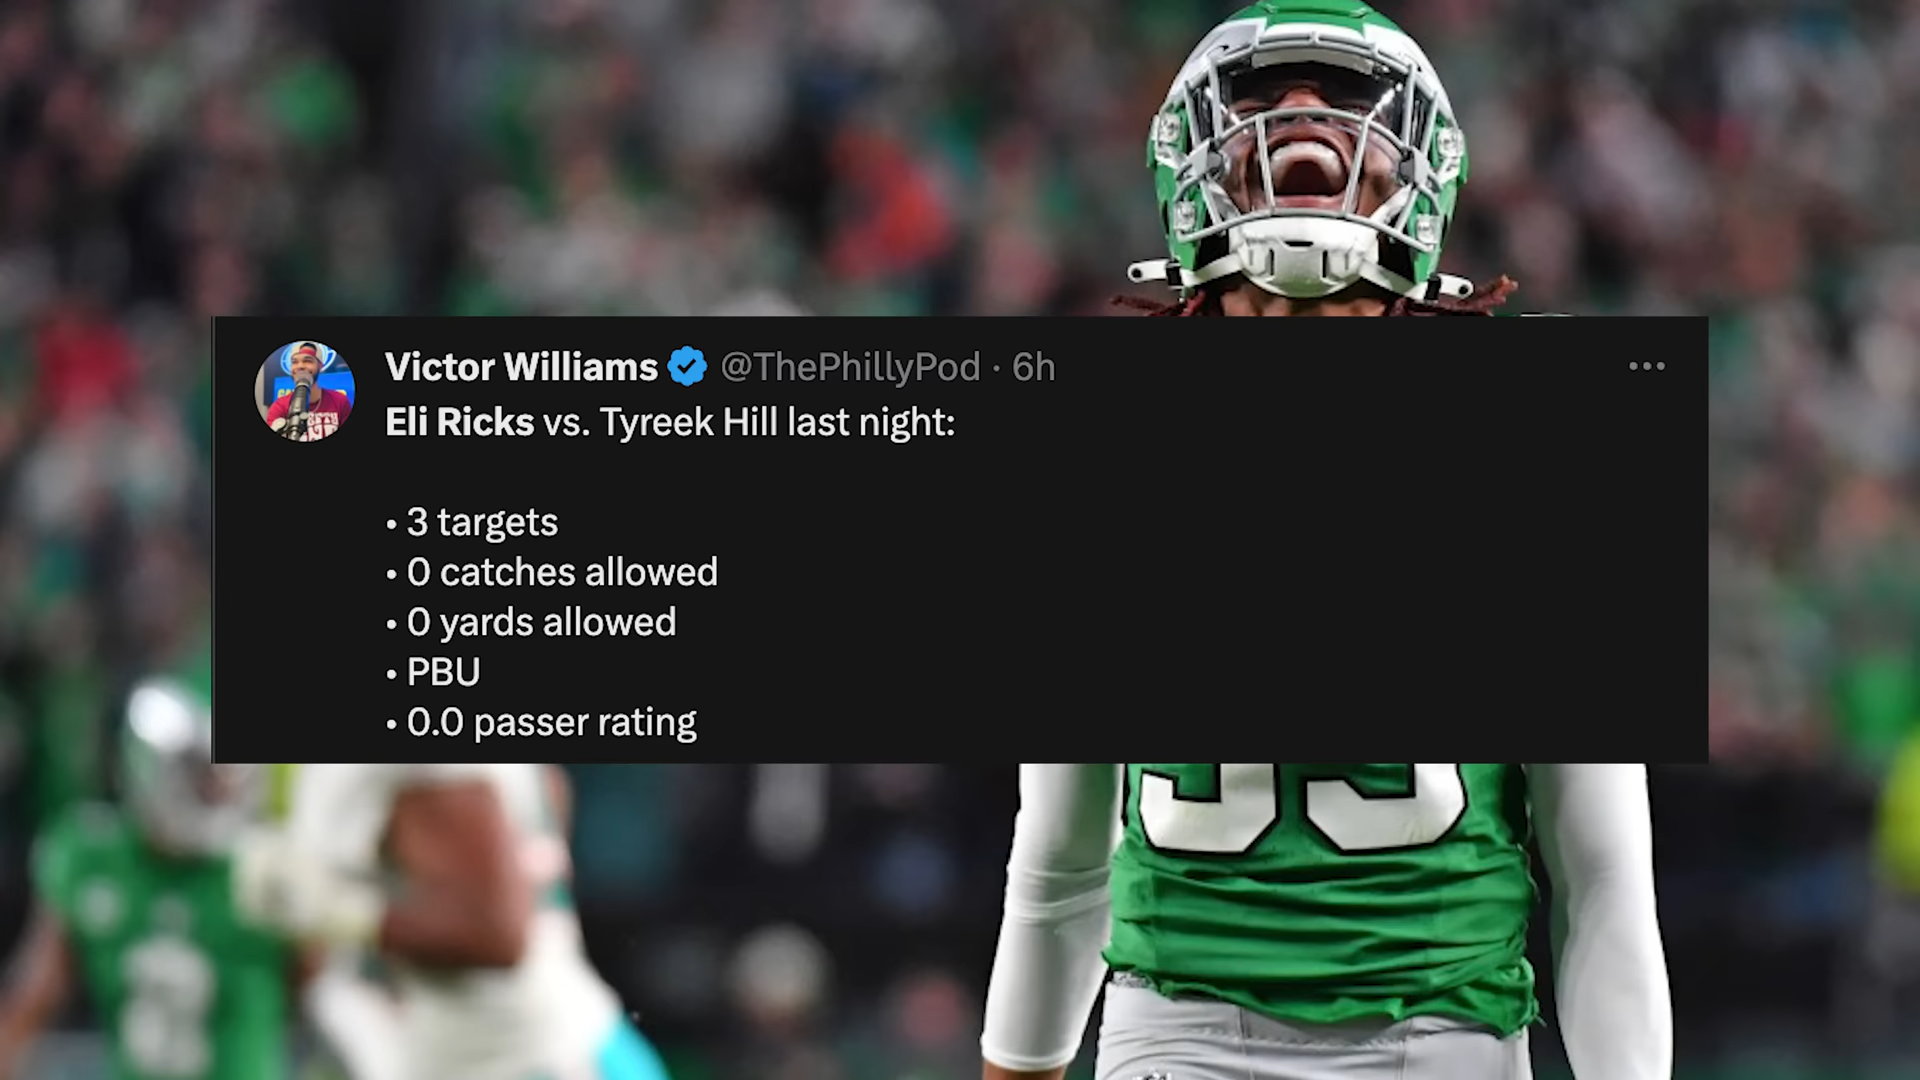 Victor Williams @ThePhillyPod · 6h
Eli Ricks vs. Tyreek Hill last night:
• 3 targets
• 0 catches allowed
• 0 yards allowed
• PBU
• 0.0 passer rating